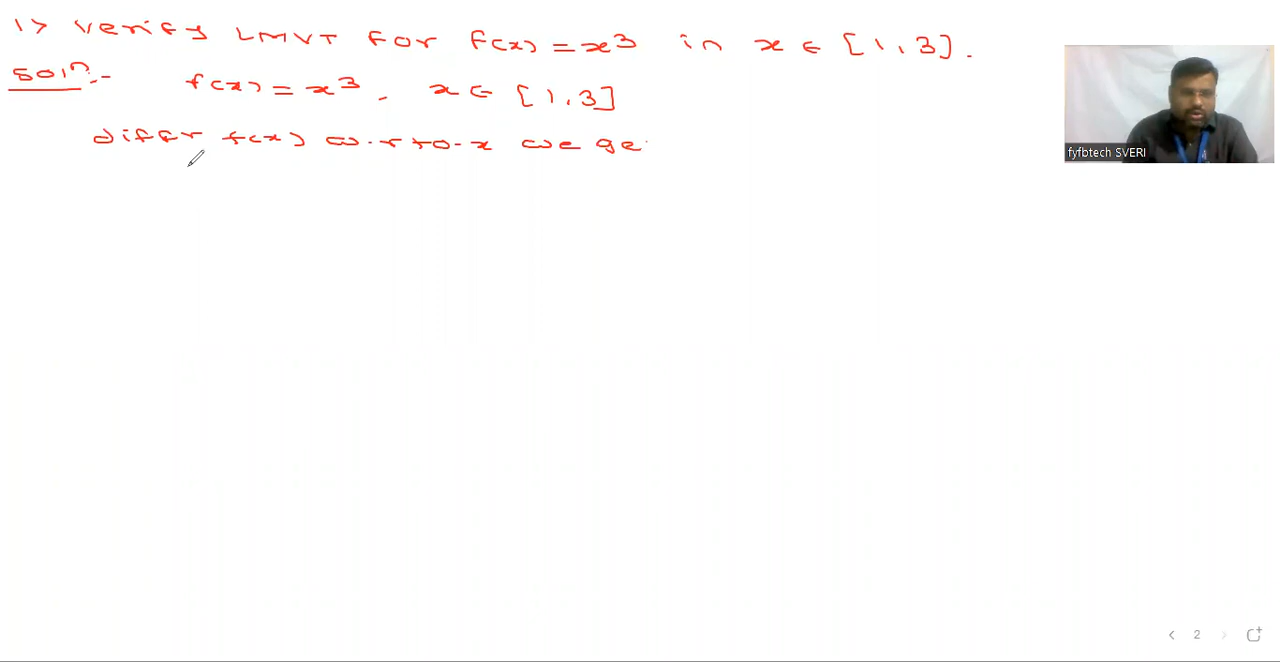 1> Verify LMVT for f(x) = x³ in x ∈ [1, 3].
Solⁿ:-
f(x) = x³, x ∈ [1, 3]
differ f(x) w.r.to.x we ge
fyfbtech SVERI
2